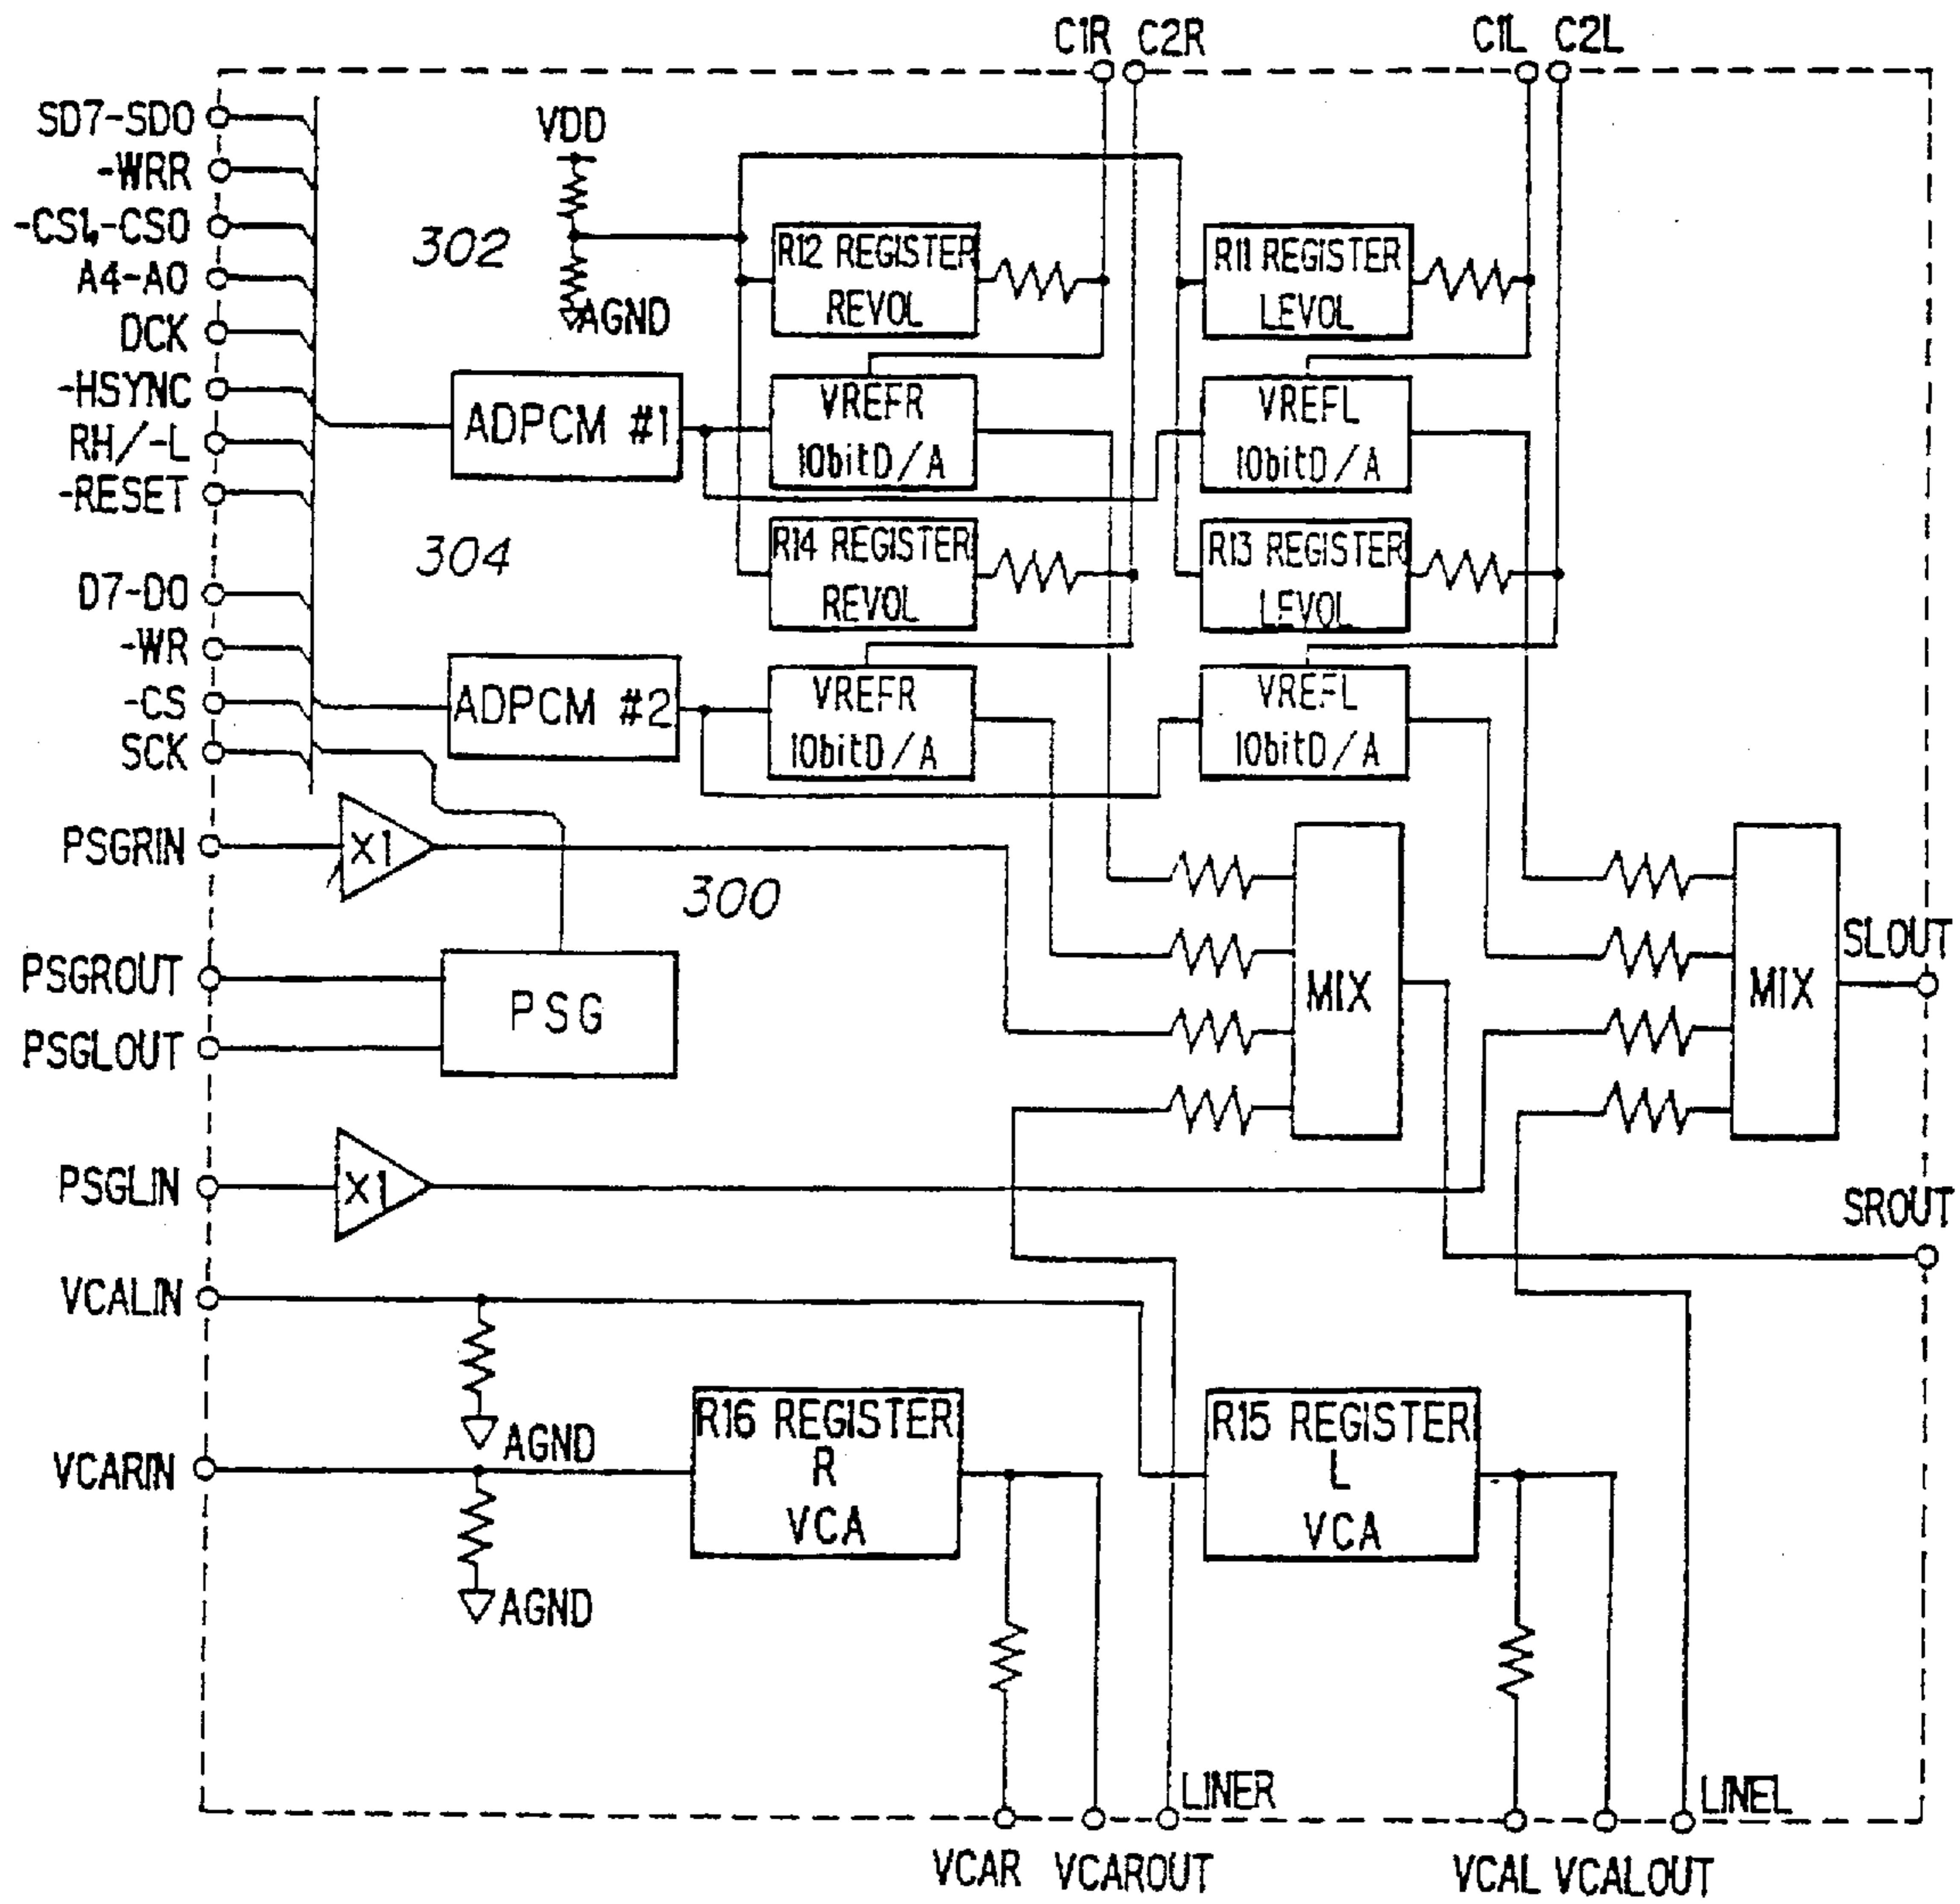 C1R C2R
C1L C2L
SD7-SD0
-WRR
-CS1,-CS0
A4-A0
DCK
-HSYNC
RH/-L
-RESET
D7-D0
-WR
-CS
SCK
PSGRIN
PSGROUT
PSGLOUT
PSGLIN
VCALIN
VCARIN
VDD
302
AGND
R12 REGISTER
REVOL
R11 REGISTER
LEVOL
ADPCM #1
VREFR
10bitD/A
VREFL
10bitD/A
304
R14 REGISTER
REVOL
R13 REGISTER
LEVOL
ADPCM #2
VREFR
10bitD/A
VREFL
10bitD/A
X1
300
PSG
MIX
MIX
SLOUT
X1
SROUT
AGND
R16 REGISTER
R
VCA
R15 REGISTER
L
VCA
AGND
LINER
LINEL
VCAR VCAROUT
VCAL VCALOUT